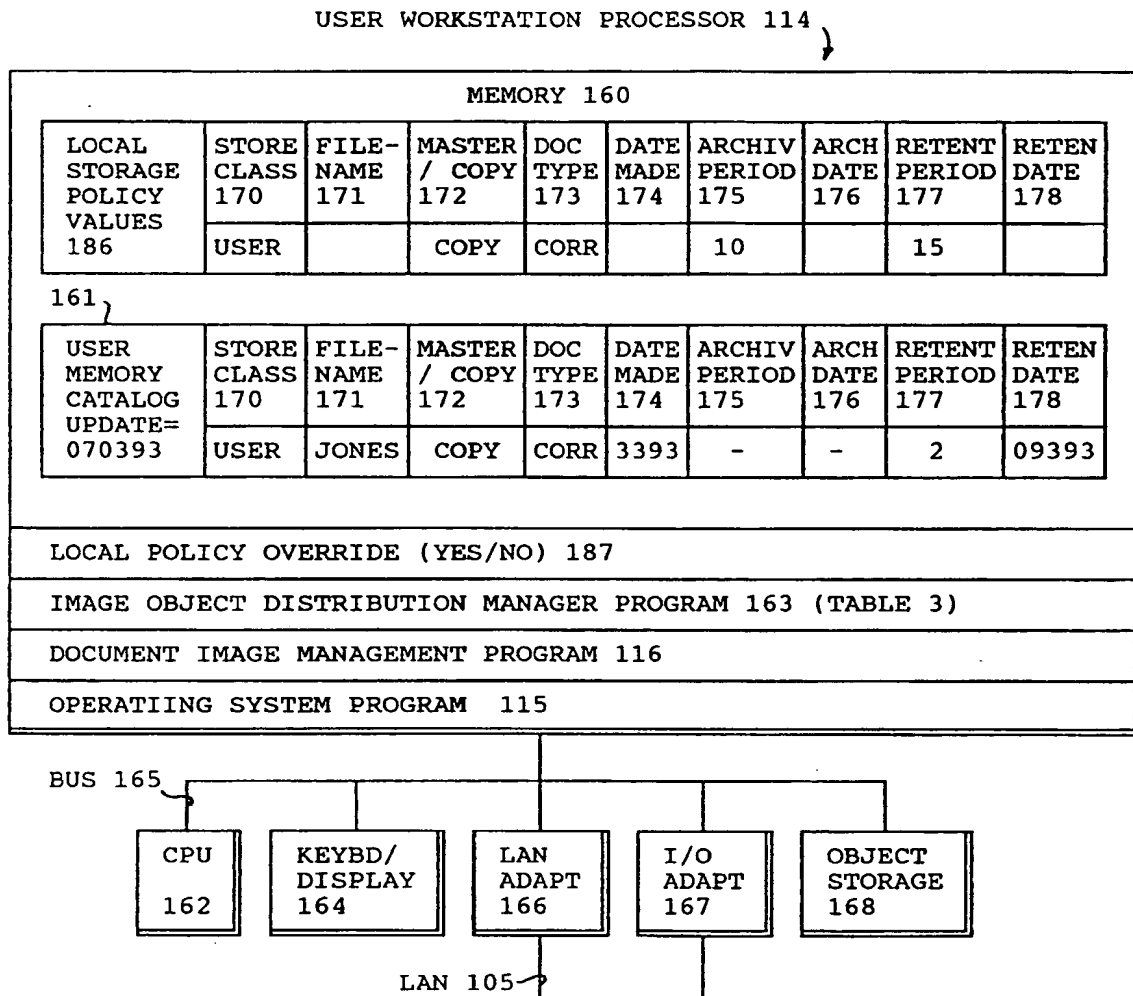 USER WORKSTATION PROCESSOR 114
MEMORY 160
LOCAL STORAGE POLICY VALUES 186
STORE CLASS 170
FILE-NAME 171
MASTER / COPY 172
DOC TYPE 173
DATE MADE 174
ARCHIV PERIOD 175
ARCH DATE 176
RETENT PERIOD 177
RETEN DATE 178
USER COPY CORR 10 15
161
USER MEMORY CATALOG UPDATE= 070393
STORE CLASS 170
FILE-NAME 171
MASTER / COPY 172
DOC TYPE 173
DATE MADE 174
ARCHIV PERIOD 175
ARCH DATE 176
RETENT PERIOD 177
RETEN DATE 178
USER JONES COPY CORR 3393 - - 2 09393
LOCAL POLICY OVERRIDE (YES/NO) 187
IMAGE OBJECT DISTRIBUTION MANAGER PROGRAM 163 (TABLE 3)
DOCUMENT IMAGE MANAGEMENT PROGRAM 116
OPERATIING SYSTEM PROGRAM 115
BUS 165
CPU 162
KEYBD/ DISPLAY 164
LAN ADAPT 166
I/O ADAPT 167
OBJECT STORAGE 168
LAN 105